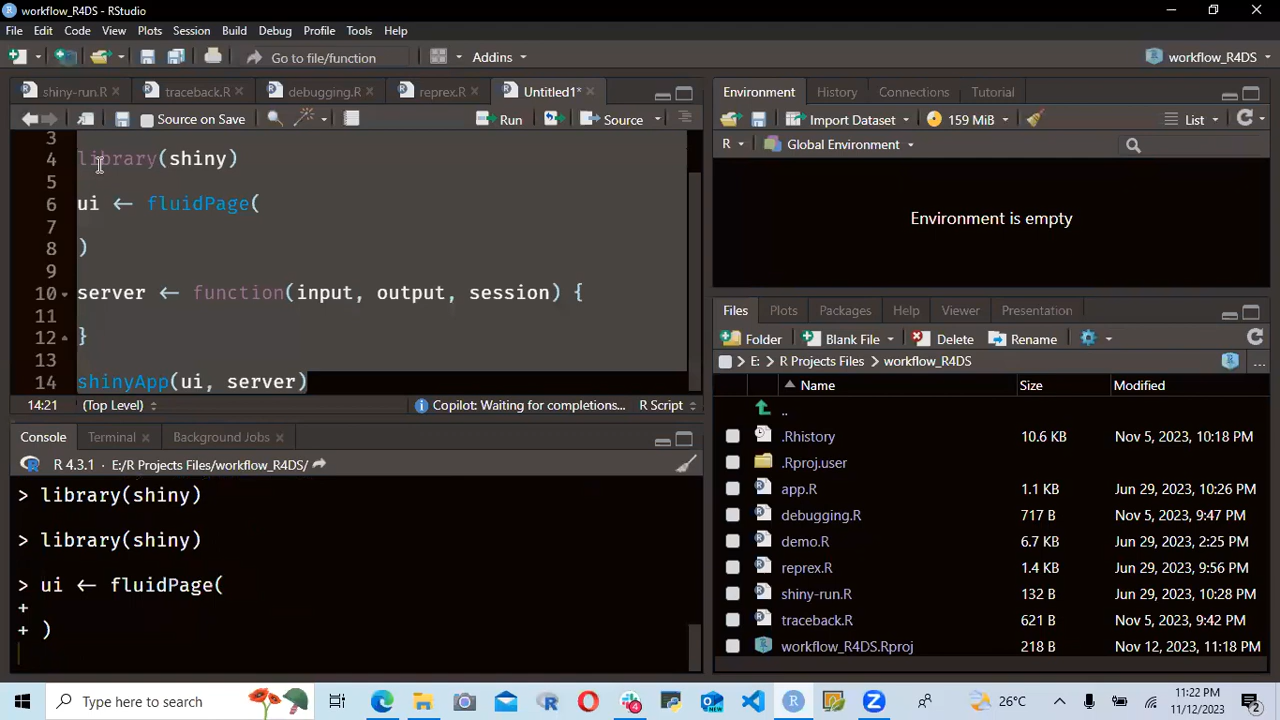 workflow_R4DS - RStudio
File Edit Code View Plots Session Build Debug Profile Tools Help
Go to file/function Addins workflow_R4DS
shiny-run.R traceback.R debugging.R reprex.R Untitled1*
Source on Save Run Source
3
4 library(shiny)
5
6 ui <- fluidPage(
7
8 )
9
10 server <- function(input, output, session) {
11
12 }
13
14 shinyApp(ui, server)
14:21 (Top Level) Copilot: Waiting for completions... R Script
Console Terminal Background Jobs
R 4.3.1 · E:/R Projects Files/workflow_R4DS/
> library(shiny)
> library(shiny)
> ui <- fluidPage(
+
+ )
Environment History Connections Tutorial
Import Dataset 159 MiB List
R Global Environment
Environment is empty
Files Plots Packages Help Viewer Presentation
Folder Blank File Delete Rename
E: R Projects Files workflow_R4DS ...
Name Size Modified
..
.Rhistory 10.6 KB Nov 5, 2023, 10:18 PM
.Rproj.user
app.R 1.1 KB Jun 29, 2023, 10:26 PM
debugging.R 717 B Nov 5, 2023, 9:47 PM
demo.R 6.7 KB Jun 29, 2023, 2:25 PM
reprex.R 1.4 KB Jun 29, 2023, 9:56 PM
shiny-run.R 132 B Jun 29, 2023, 10:28 PM
traceback.R 621 B Nov 5, 2023, 9:42 PM
workflow_R4DS.Rproj 218 B Nov 12, 2023, 11:18 PM
Type here to search 4 26°C 11:22 PM
11/12/2023 2